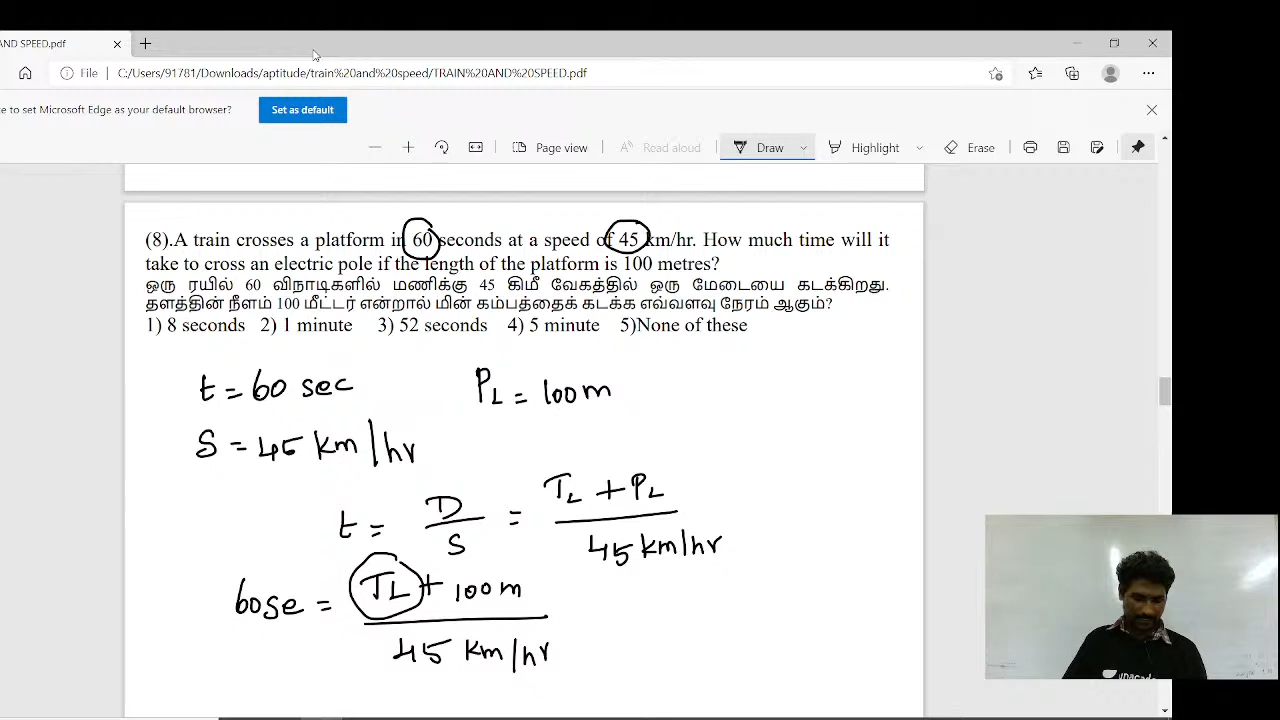 AND SPEED.pdf
File C:/Users/91781/Downloads/aptitude/train%20and%20speed/TRAIN%20AND%20SPEED.pdf
e to set Microsoft Edge as your default browser? Set as default
Page view Read aloud Draw Highlight Erase
(8).A train crosses a platform in 60 seconds at a speed of 45 km/hr. How much time will it
take to cross an electric pole if the length of the platform is 100 metres?
ஒரு ரயில் 60 விநாடிகளில் மணிக்கு 45 கிமீ வேகத்தில் ஒரு மேடையை கடக்கிறது.
தளத்தின் நீளம் 100 மீட்டர் என்றால் மின் கம்பத்தைக் கடக்க எவ்வளவு நேரம் ஆகும்?
1) 8 seconds 2) 1 minute 3) 52 seconds 4) 5 minute 5)None of these
t = 60 sec PL = 100m
S = 45 km/hr
t = D/S = TL + PL / 45 km/hr
60 se = TL + 100m / 45 km/hr